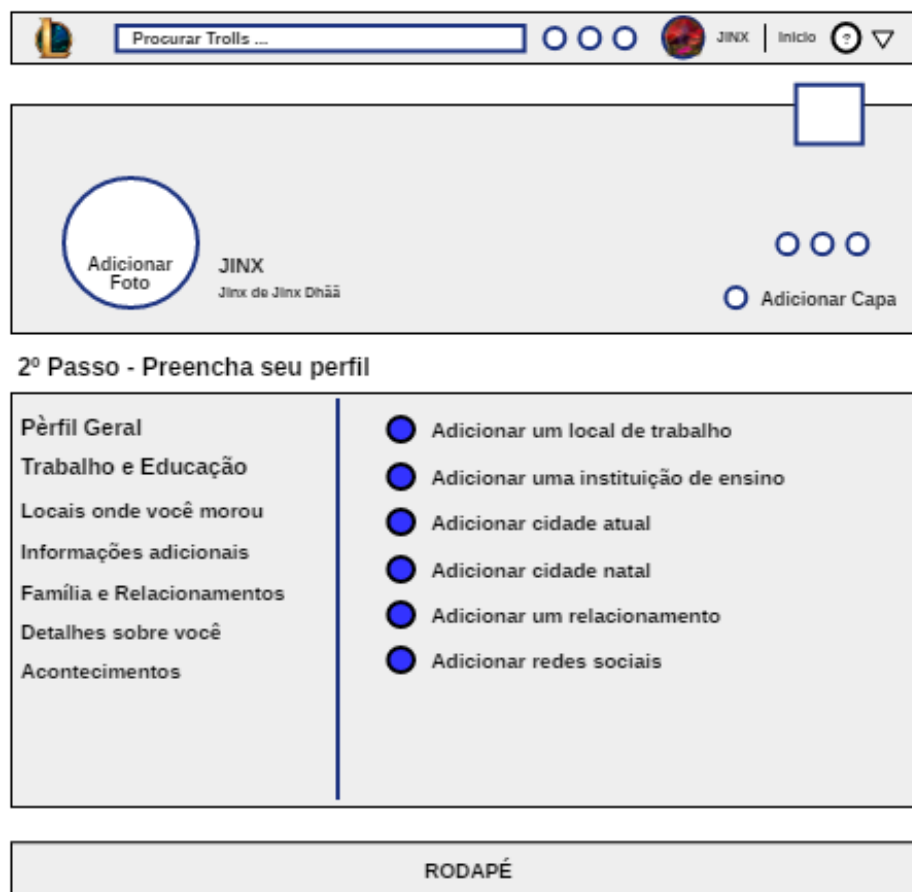 Procurar Trolls ...
JINX
Inicio
?
Adicionar
Foto
JINX
Jinx de Jinx Dhãã
Adicionar Capa
2º Passo - Preencha seu perfil
Pèrfil Geral
Trabalho e Educação
Locais onde você morou
Informações adicionais
Família e Relacionamentos
Detalhes sobre você
Acontecimentos
Adicionar um local de trabalho
Adicionar uma instituição de ensino
Adicionar cidade atual
Adicionar cidade natal
Adicionar um relacionamento
Adicionar redes sociais
RODAPÉ